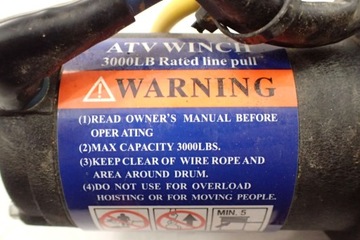 ATV WINCH
3000LB Rated line pull
WARNING
(1)READ OWNER'S MANUAL BEFORE
OPERATING
(2)MAX CAPACITY 3000LBS.
(3)KEEP CLEAR OF WIRE ROPE AND
AREA AROUND DRUM.
(4)DO NOT USE FOR OVERLOAD
HOISTING OR FOR MOVING PEOPLE.
MIN. 5